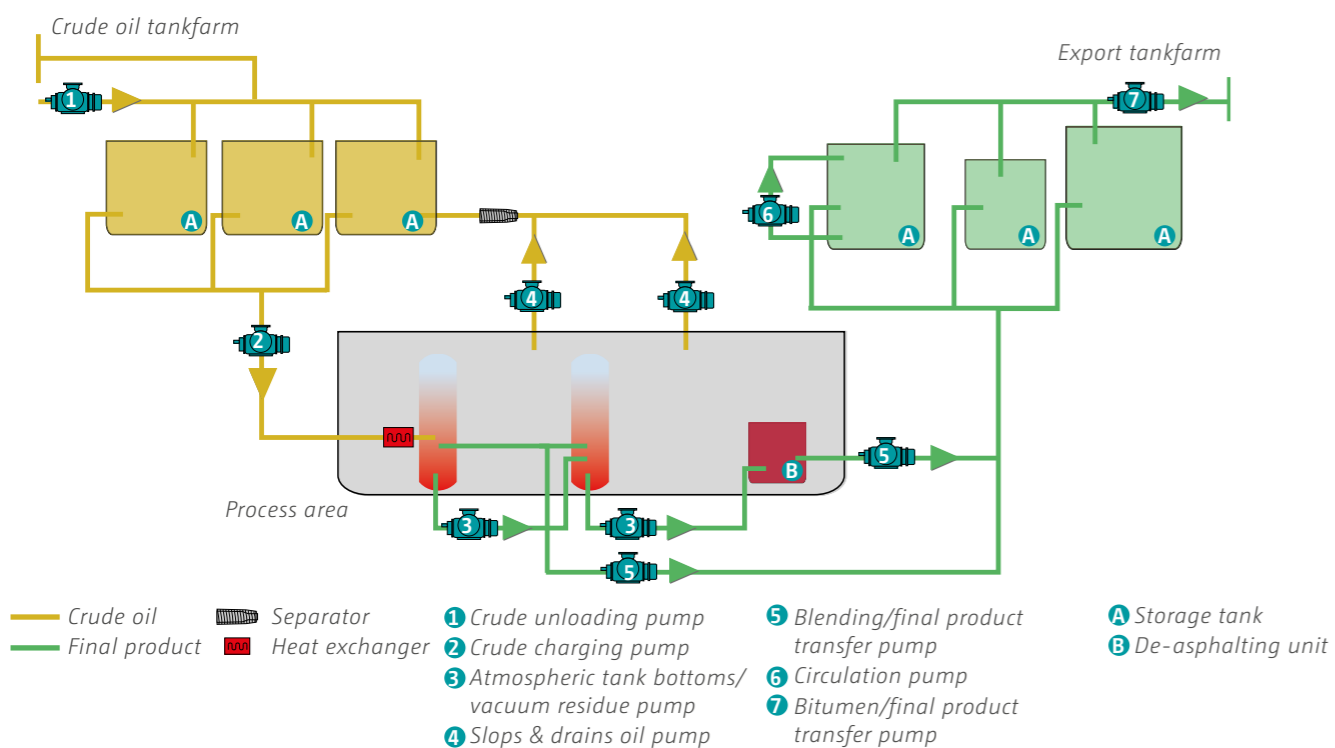 Crude oil tankfarm
Export tankfarm
1
7
6
A
A
A
A
A
A
4
4
2
B
5
Process area
3
3
5
Crude oil
Final product
Separator
Heat exchanger
1 Crude unloading pump
2 Crude charging pump
3 Atmospheric tank bottoms/
vacuum residue pump
4 Slops & drains oil pump
5 Blending/final product
transfer pump
6 Circulation pump
7 Bitumen/final product
transfer pump
A Storage tank
B De-asphalting unit